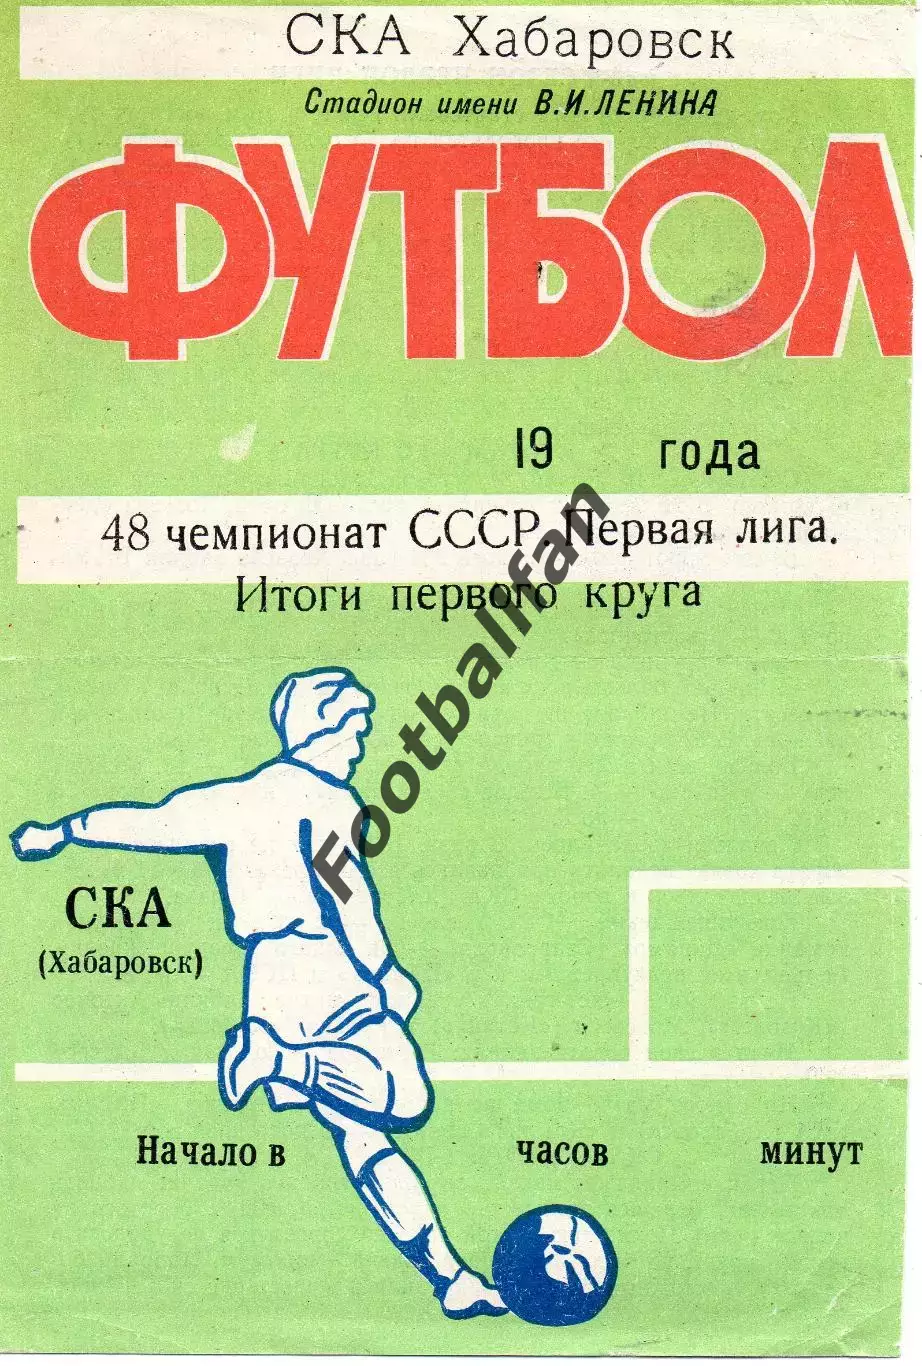 СКА Хабаровск
Стадион имени В.И.ЛЕНИНА
ФУТБОЛ
19 года
48 чемпионат СССР. Первая лига.
Итоги первого круга
Footballfan
СКА
(Хабаровск)
Начало в часов минут